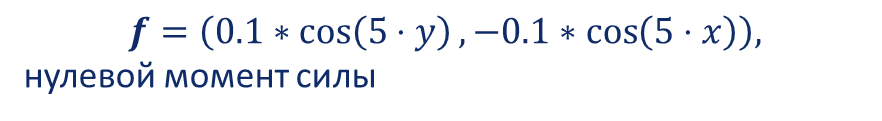 𝒇 = (0.1 ∗ cos(5 · 𝑦) , −0.1 ∗ cos(5 · 𝑥)),
нулевой момент силы